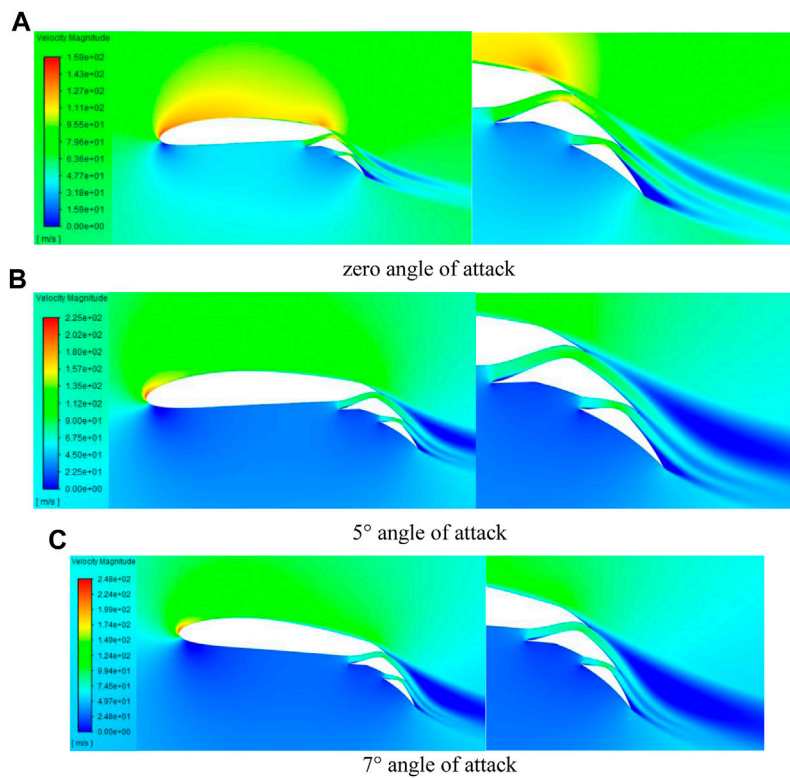 A
Velocity Magnitude
1.59e+02
1.43e+02
1.27e+02
1.11e+02
9.55e+01
7.96e+01
6.36e+01
4.77e+01
3.18e+01
1.59e+01
0.00e+00
[ m/s ]
zero angle of attack
B
Velocity Magnitude
2.25e+02
2.02e+02
1.80e+02
1.57e+02
1.35e+02
1.12e+02
9.00e+01
6.75e+01
4.50e+01
2.25e+01
0.00e+00
[ m/s ]
5° angle of attack
C
Velocity Magnitude
2.48e+02
2.24e+02
1.99e+02
1.74e+02
1.49e+02
1.24e+02
9.94e+01
7.45e+01
4.97e+01
2.48e+01
0.00e+00
[ m/s ]
7° angle of attack